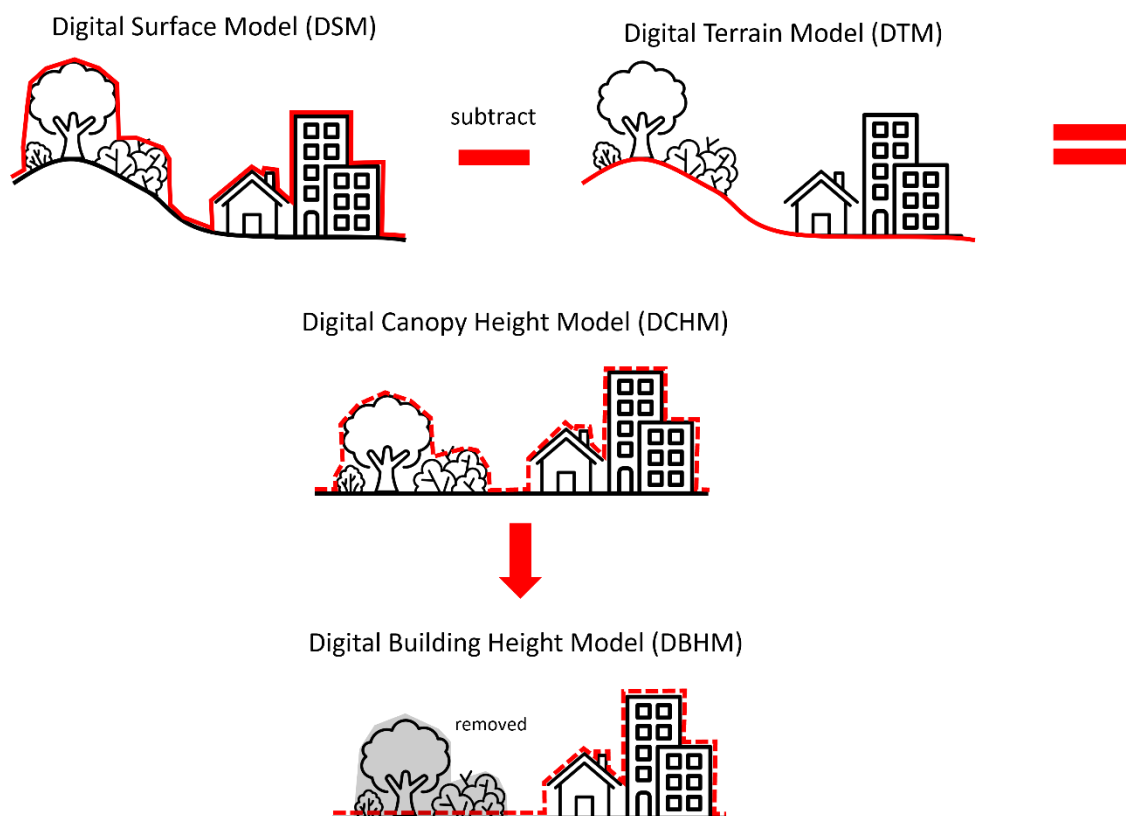 Digital Surface Model (DSM)
Digital Terrain Model (DTM)
subtract
Digital Canopy Height Model (DCHM)
Digital Building Height Model (DBHM)
removed